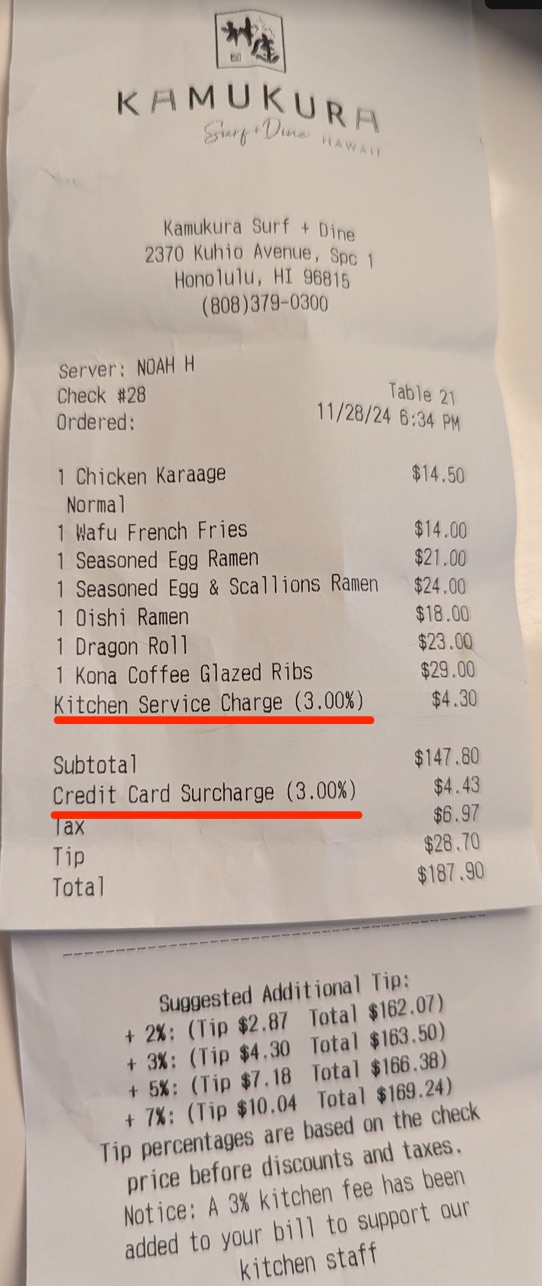 KAMUKURA
Surf + Dine HAWAII
Kamukura Surf + Dine
2370 Kuhio Avenue, Spc 1
Honolulu, HI 96815
(808)379-0300
Server: NOAH H
Check #28 Table 21
Ordered: 11/28/24 6:34 PM
1 Chicken Karaage $14.50
Normal
1 Wafu French Fries $14.00
1 Seasoned Egg Ramen $21.00
1 Seasoned Egg & Scallions Ramen $24.00
1 Oishi Ramen $18.00
1 Dragon Roll $23.00
1 Kona Coffee Glazed Ribs $29.00
Kitchen Service Charge (3.00%) $4.30
Subtotal $147.80
Credit Card Surcharge (3.00%) $4.43
Tax $6.97
Tip $28.70
Total $187.90
Suggested Additional Tip:
+ 2%: (Tip $2.87 Total $162.07)
+ 3%: (Tip $4.30 Total $163.50)
+ 5%: (Tip $7.18 Total $166.38)
+ 7%: (Tip $10.04 Total $169.24)
Tip percentages are based on the check
price before discounts and taxes.
Notice: A 3% kitchen fee has been
added to your bill to support our
kitchen staff